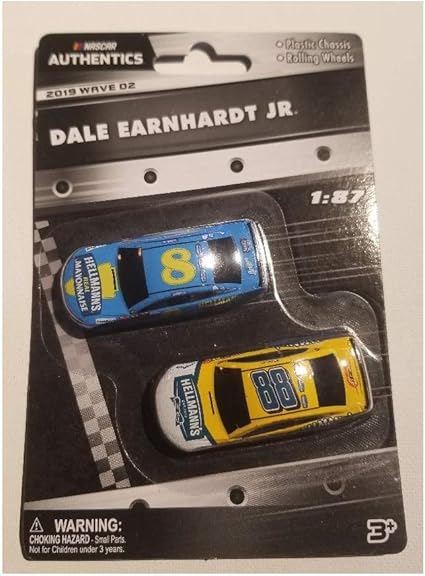 NASCAR
AUTHENTICS
• Plastic Chassis
• Rolling Wheels
2019 WAVE 02
DALE EARNHARDT JR.
1:87
HELLMANN'S
REAL
MAYONNAISE
8
HELLMANN'S
88
WARNING:
CHOKING HAZARD - Small Parts.
Not for Children under 3 years.
3+